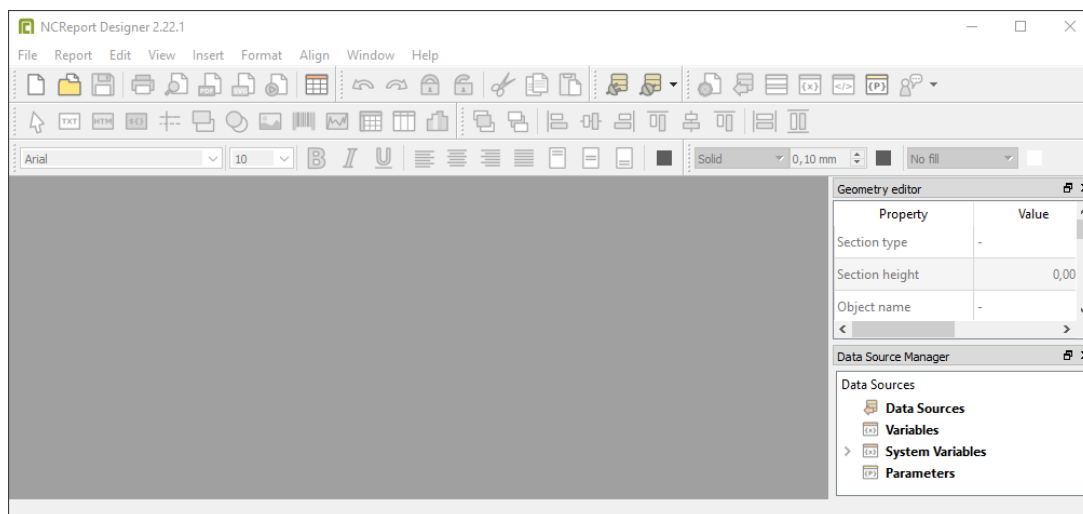 NCReport Designer 2.22.1
File Report Edit View Insert Format Align Window Help
PDF
{x} </> {P}
TXT HTM ${}
Arial 10 B I U Solid 0,10 mm No fill
Geometry editor
Property Value
Section type -
Section height 0,00
Object name -
Data Source Manager
Data Sources
Data Sources
{x} Variables
{x} System Variables
{P} Parameters